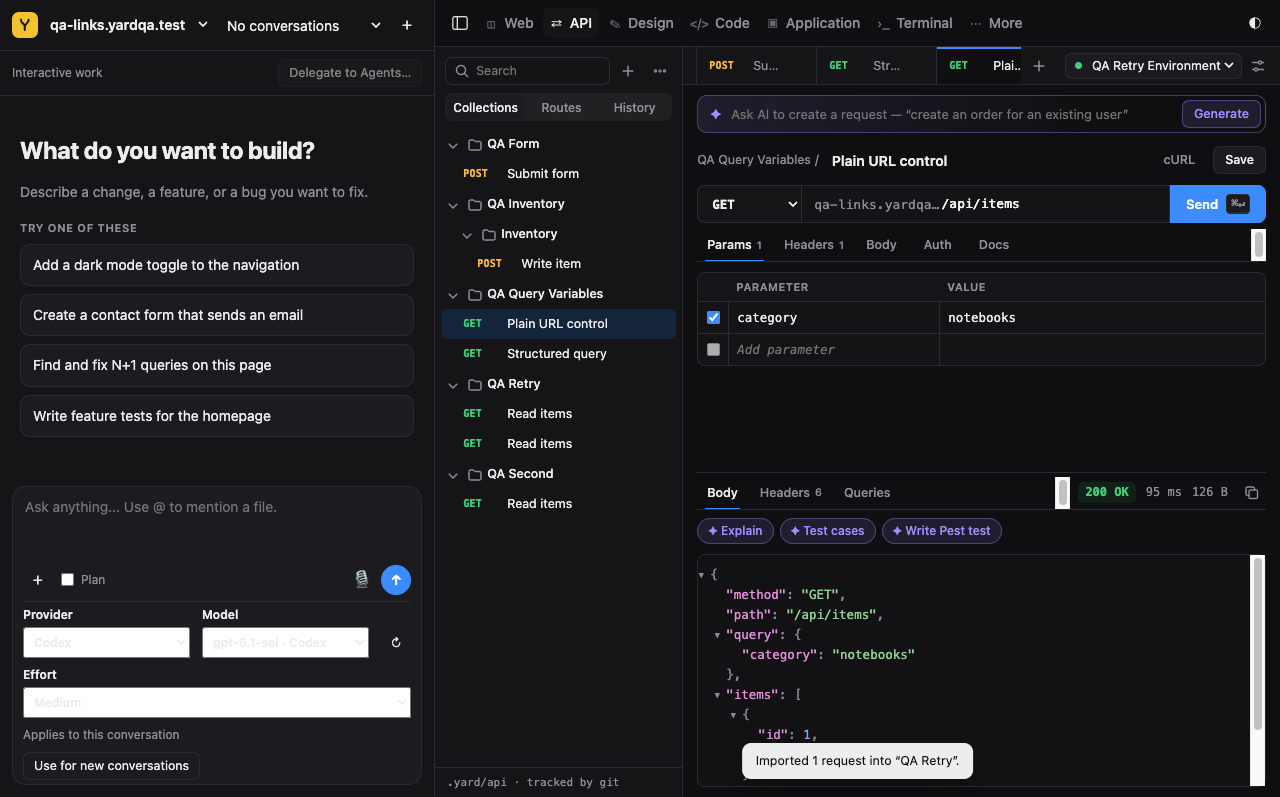 Y qa-links.yardqa.test No conversations +
Interactive work Delegate to Agents...
What do you want to build?
Describe a change, a feature, or a bug you want to fix.
TRY ONE OF THESE
Add a dark mode toggle to the navigation
Create a contact form that sends an email
Find and fix N+1 queries on this page
Write feature tests for the homepage
Ask anything... Use @ to mention a file.
+ Plan
Provider Model
Codex gpt-6.1-sol · Codex
Effort
Medium
Applies to this conversation
Use for new conversations
Web API Design </> Code Application >_ Terminal ··· More
Search + •••
Collections Routes History
QA Form
POST Submit form
QA Inventory
Inventory
POST Write item
QA Query Variables
GET Plain URL control
GET Structured query
QA Retry
GET Read items
GET Read items
QA Second
GET Read items
.yard/api · tracked by git
POST Su… GET Str… GET Plai.. + QA Retry Environment
Ask AI to create a request — “create an order for an existing user” Generate
QA Query Variables / Plain URL control cURL Save
GET qa-links.yardqa…/api/items Send ⌘↵
Params 1 Headers 1 Body Auth Docs
PARAMETER VALUE
category notebooks
Add parameter
Body Headers 6 Queries 200 OK 95 ms 126 B
Explain Test cases Write Pest test
{
"method": "GET",
"path": "/api/items",
"query": {
"category": "notebooks"
},
"items": [
{
"id": 1,
Imported 1 request into “QA Retry”.